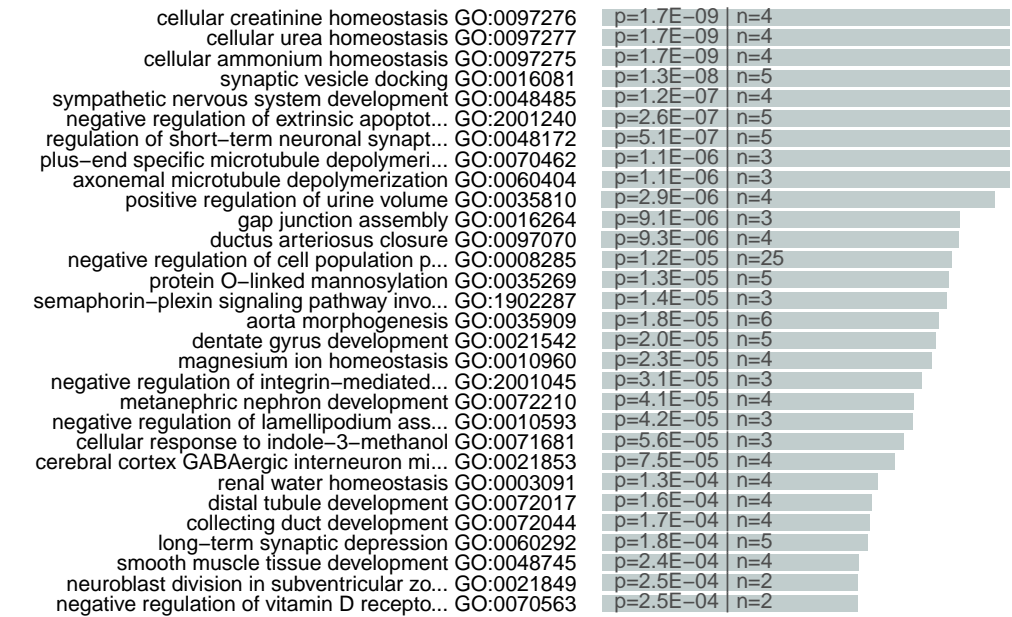 cellular creatinine homeostasis GO:0097276 p=1.7E−09 n=4
cellular urea homeostasis GO:0097277 p=1.7E−09 n=4
cellular ammonium homeostasis GO:0097275 p=1.7E−09 n=4
synaptic vesicle docking GO:0016081 p=1.3E−08 n=5
sympathetic nervous system development GO:0048485 p=1.2E−07 n=4
negative regulation of extrinsic apoptot... GO:2001240 p=2.6E−07 n=5
regulation of short−term neuronal synapt... GO:0048172 p=5.1E−07 n=5
plus−end specific microtubule depolymeri... GO:0070462 p=1.1E−06 n=3
axonemal microtubule depolymerization GO:0060404 p=1.1E−06 n=3
positive regulation of urine volume GO:0035810 p=2.9E−06 n=4
gap junction assembly GO:0016264 p=9.1E−06 n=3
ductus arteriosus closure GO:0097070 p=9.3E−06 n=4
negative regulation of cell population p... GO:0008285 p=1.2E−05 n=25
protein O−linked mannosylation GO:0035269 p=1.3E−05 n=5
semaphorin−plexin signaling pathway invo... GO:1902287 p=1.4E−05 n=3
aorta morphogenesis GO:0035909 p=1.8E−05 n=6
dentate gyrus development GO:0021542 p=2.0E−05 n=5
magnesium ion homeostasis GO:0010960 p=2.3E−05 n=4
negative regulation of integrin−mediated... GO:2001045 p=3.1E−05 n=3
metanephric nephron development GO:0072210 p=4.1E−05 n=4
negative regulation of lamellipodium ass... GO:0010593 p=4.2E−05 n=3
cellular response to indole−3−methanol GO:0071681 p=5.6E−05 n=3
cerebral cortex GABAergic interneuron mi... GO:0021853 p=7.5E−05 n=4
renal water homeostasis GO:0003091 p=1.3E−04 n=4
distal tubule development GO:0072017 p=1.6E−04 n=4
collecting duct development GO:0072044 p=1.7E−04 n=4
long−term synaptic depression GO:0060292 p=1.8E−04 n=5
smooth muscle tissue development GO:0048745 p=2.4E−04 n=4
neuroblast division in subventricular zo... GO:0021849 p=2.5E−04 n=2
negative regulation of vitamin D recepto... GO:0070563 p=2.5E−04 n=2